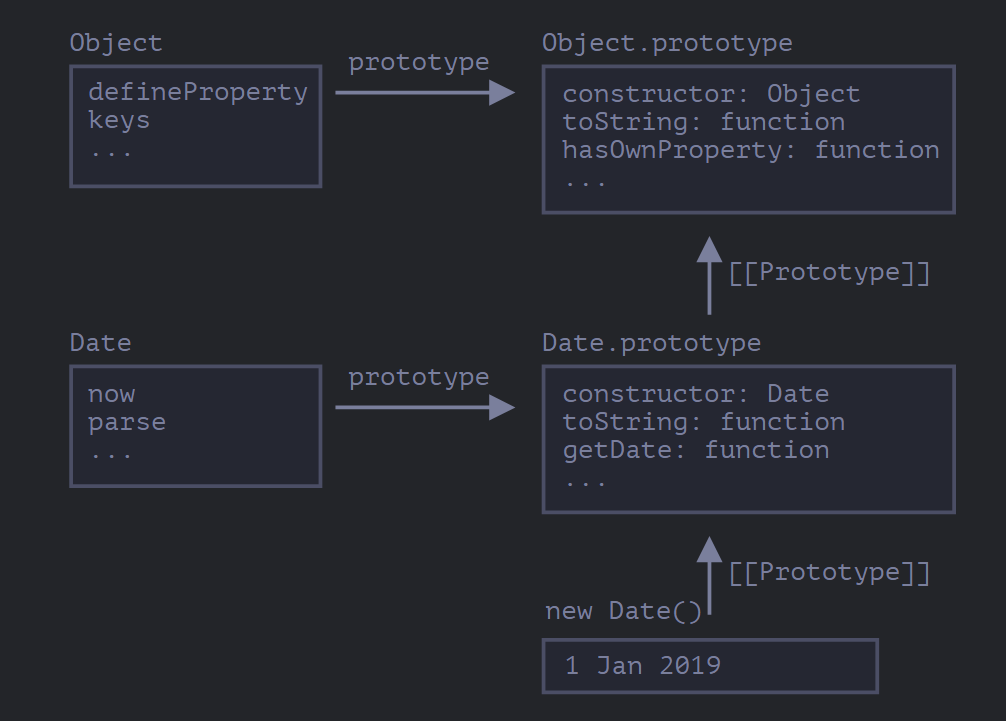 Object
prototype
Object.prototype
defineProperty
keys
...
constructor: Object
toString: function
hasOwnProperty: function
...
[[Prototype]]
Date
prototype
Date.prototype
now
parse
...
constructor: Date
toString: function
getDate: function
...
[[Prototype]]
new Date()
1 Jan 2019